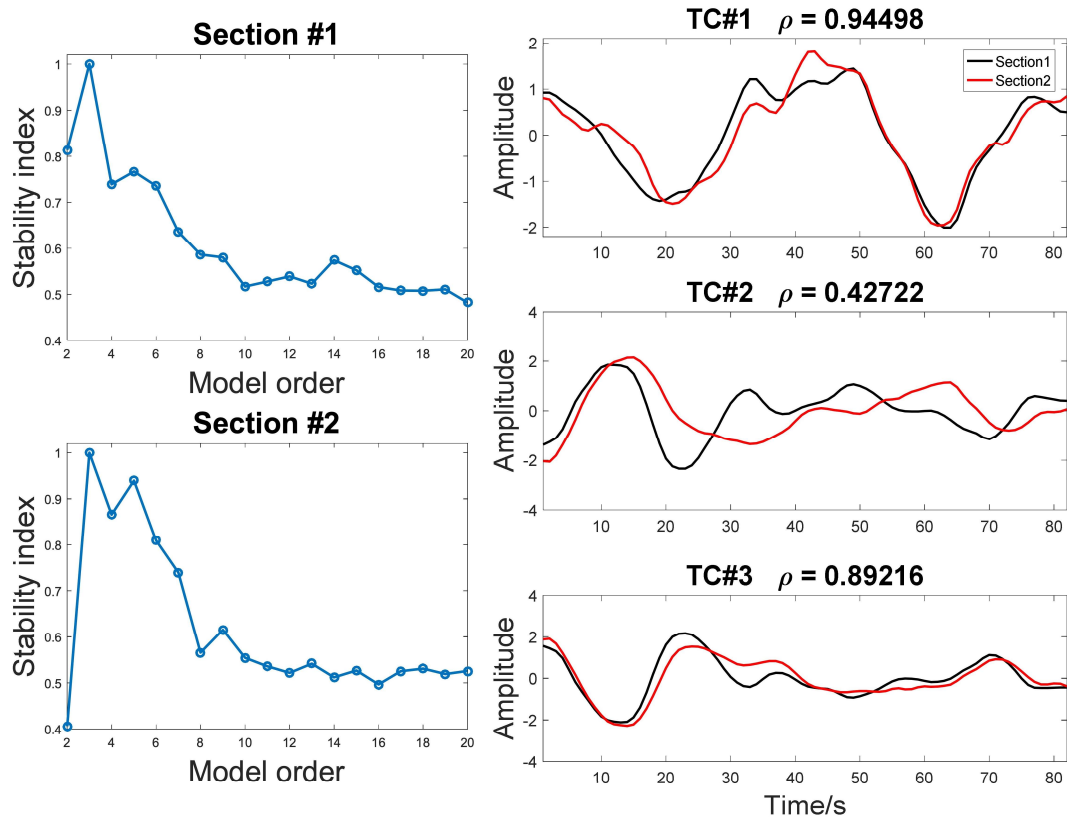 Section #1
Stability index
1
0.9
0.8
0.7
0.6
0.5
0.4
2 4 6 8 10 12 14 16 18 20
Model order
Section #2
Stability index
1
0.9
0.8
0.7
0.6
0.5
0.4
2 4 6 8 10 12 14 16 18 20
Model order
TC#1 ρ = 0.94498
Amplitude
2
1
0
-1
-2
Section1
Section2
10 20 30 40 50 60 70 80
TC#2 ρ = 0.42722
Amplitude
4
2
0
-2
-4
10 20 30 40 50 60 70 80
TC#3 ρ = 0.89216
Amplitude
4
2
0
-2
-4
10 20 30 40 50 60 70 80
Time/s